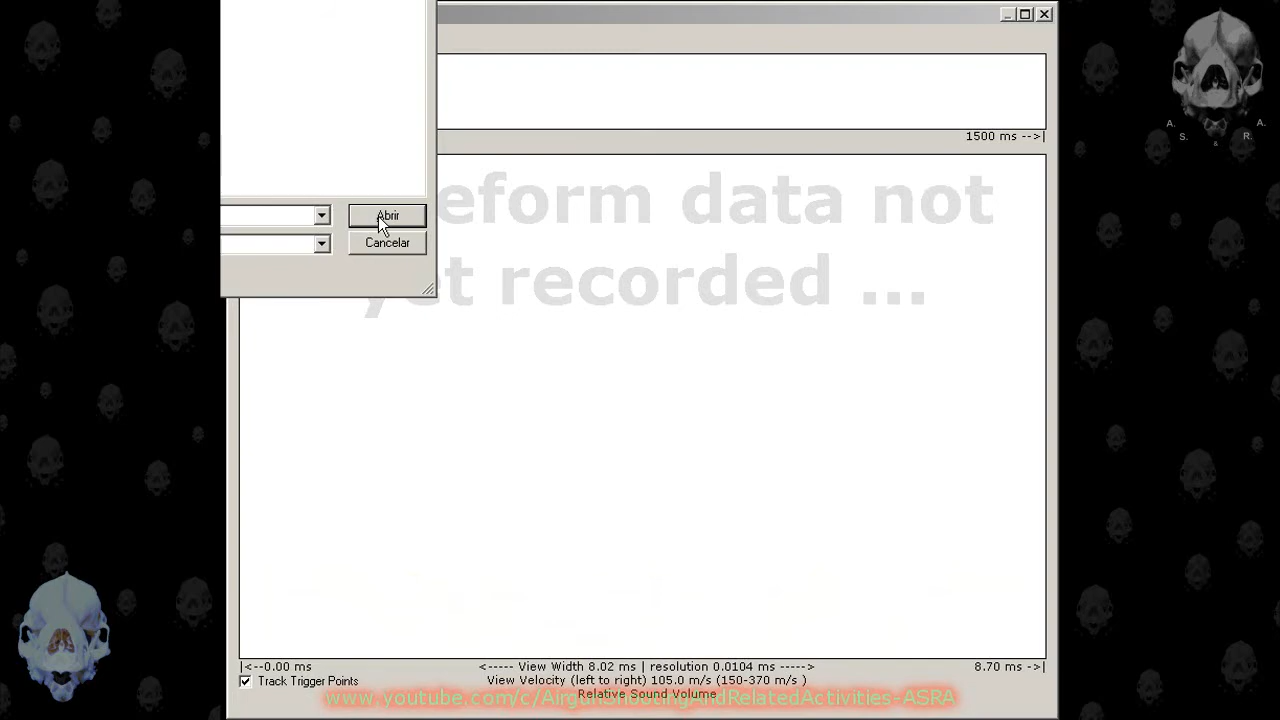 1500 ms -->|
eform data not
yet recorded ...
Abrir
Cancelar
A. A.
S. R.
&
|<--0.00 ms <----- View Width 8.02 ms | resolution 0.0104 ms -----> 8.70 ms -->|
Track Trigger Points View Velocity (left to right) 105.0 m/s (150-370 m/s )
Relative Sound Volume
www.youtube.com/c/AirgunShootingAndRelatedActivities-ASRA